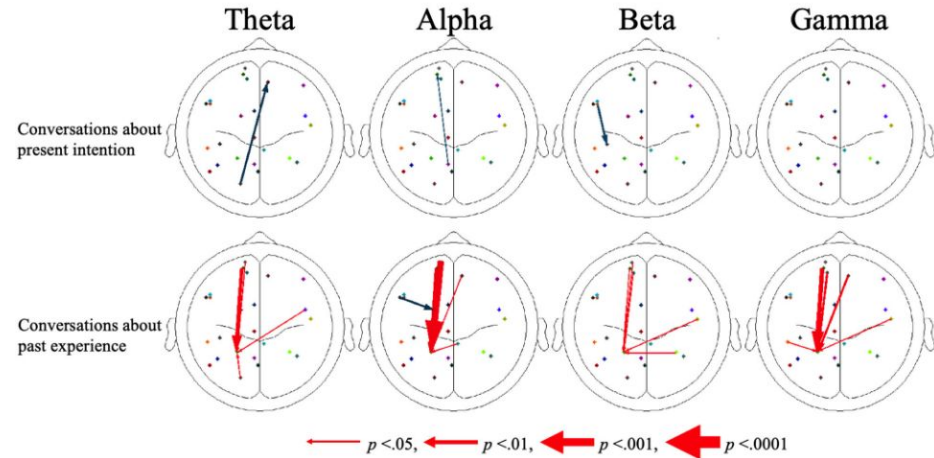 Theta Alpha Beta Gamma
Conversations about
present intention
Conversations about
past experience
p <.05, p <.01, p <.001, p <.0001